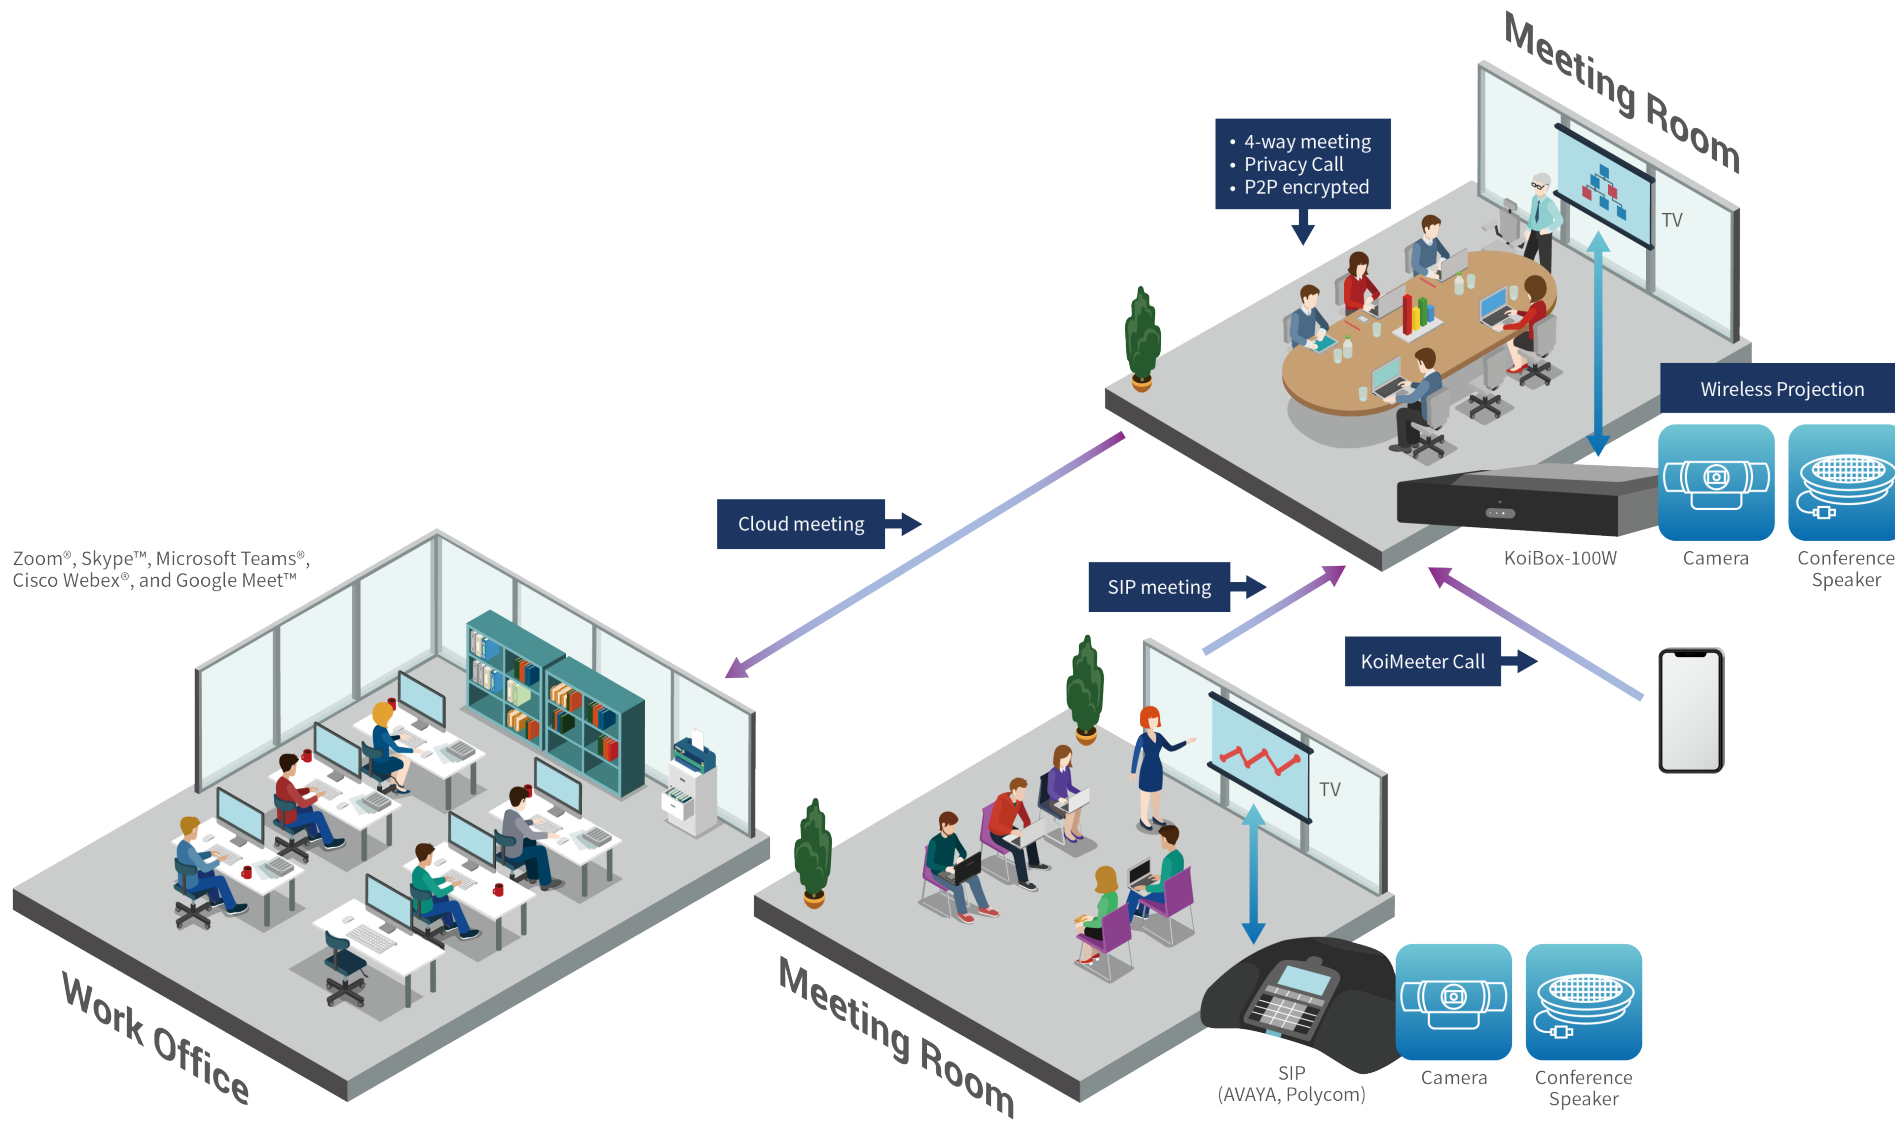 Meeting Room
• 4-way meeting
• Privacy Call
• P2P encrypted
TV
Wireless Projection
Cloud meeting
KoiBox-100W
Camera
Conference
Speaker
Zoom®, Skype™, Microsoft Teams®,
Cisco Webex®, and Google Meet™
SIP meeting
KoiMeeter Call
TV
Work Office
Meeting Room
SIP
(AVAYA, Polycom)
Camera
Conference
Speaker